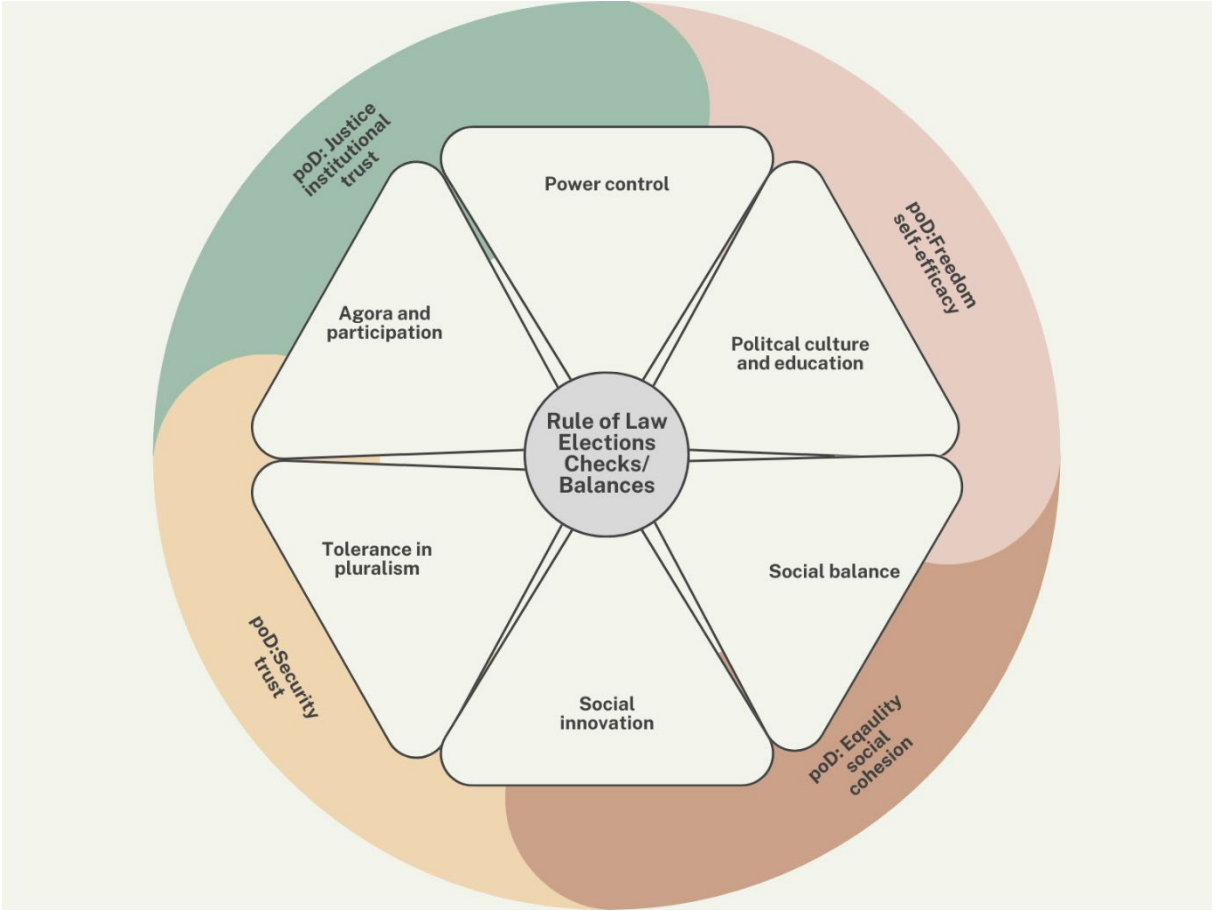 poD: Justice
institutional
trust
Power control
poD:Freedom
self-efficacy
Agora and
participation
Politcal culture
and education
Rule of Law
Elections
Checks/
Balances
Tolerance in
pluralism
Social balance
poD:Security
trust
Social
innovation
poD: Eqaulity
social
cohesion